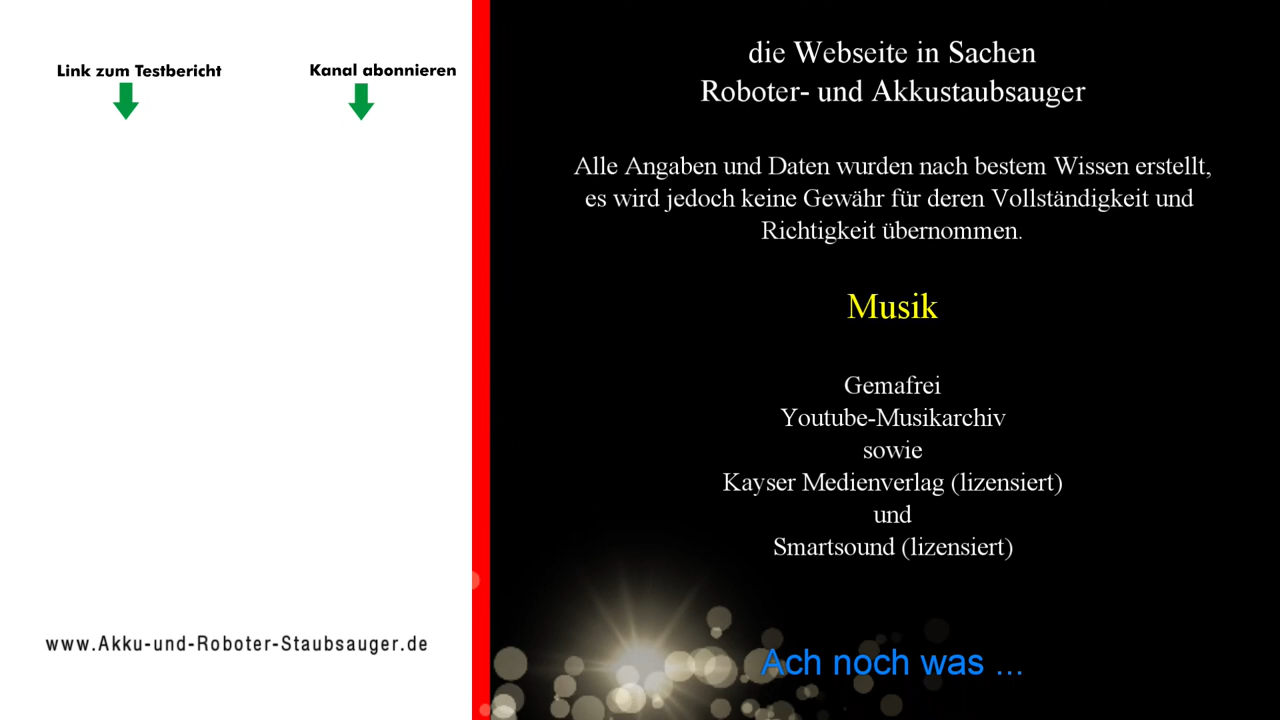 Link zum Testbericht
Kanal abonnieren
www.Akku-und-Roboter-Staubsauger.de
die Webseite in Sachen
Roboter- und Akkustaubsauger
Alle Angaben und Daten wurden nach bestem Wissen erstellt,
es wird jedoch keine Gewähr für deren Vollständigkeit und
Richtigkeit übernommen.
Musik
Gemafrei
Youtube-Musikarchiv
sowie
Kayser Medienverlag (lizensiert)
und
Smartsound (lizensiert)
Ach noch was ...